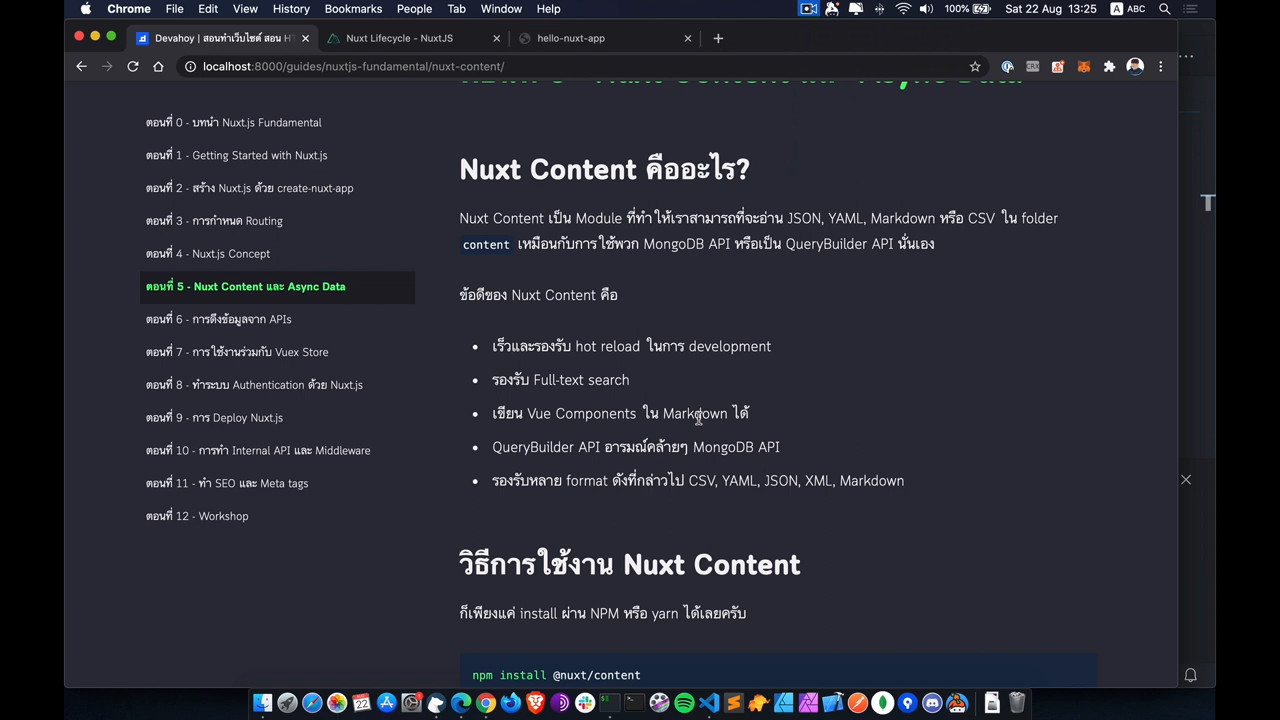 Chrome File Edit View History Bookmarks People Tab Window Help 100% Sat 22 Aug 13:25 A ABC
Devahoy | สอนทำเว็บไซต์ สอน HT
Nuxt Lifecycle - NuxtJS
hello-nuxt-app
localhost:8000/guides/nuxtjs-fundamental/nuxt-content/
ตอนที่ 0 - บทนำ Nuxt.js Fundamental
ตอนที่ 1 - Getting Started with Nuxt.js
ตอนที่ 2 - สร้าง Nuxt.js ด้วย create-nuxt-app
ตอนที่ 3 - การกำหนด Routing
ตอนที่ 4 - Nuxt.js Concept
ตอนที่ 5 - Nuxt Content และ Async Data
ตอนที่ 6 - การดึงข้อมูลจาก APIs
ตอนที่ 7 - การใช้งานร่วมกับ Vuex Store
ตอนที่ 8 - ทำระบบ Authentication ด้วย Nuxt.js
ตอนที่ 9 - การ Deploy Nuxt.js
ตอนที่ 10 - การทำ Internal API และ Middleware
ตอนที่ 11 - ทำ SEO และ Meta tags
ตอนที่ 12 - Workshop
Nuxt Content คืออะไร?
Nuxt Content เป็น Module ที่ทำให้เราสามารถที่จะอ่าน JSON, YAML, Markdown หรือ CSV ใน folder
content เหมือนกับการใช้พวก MongoDB API หรือเป็น QueryBuilder API นั่นเอง
ข้อดีของ Nuxt Content คือ
• เร็วและรองรับ hot reload ในการ development
• รองรับ Full-text search
• เขียน Vue Components ใน Markdown ได้
• QueryBuilder API อารมณ์คล้ายๆ MongoDB API
• รองรับหลาย format ดังที่กล่าวไป CSV, YAML, JSON, XML, Markdown
วิธีการใช้งาน Nuxt Content
ก็เพียงแค่ install ผ่าน NPM หรือ yarn ได้เลยครับ
npm install @nuxt/content